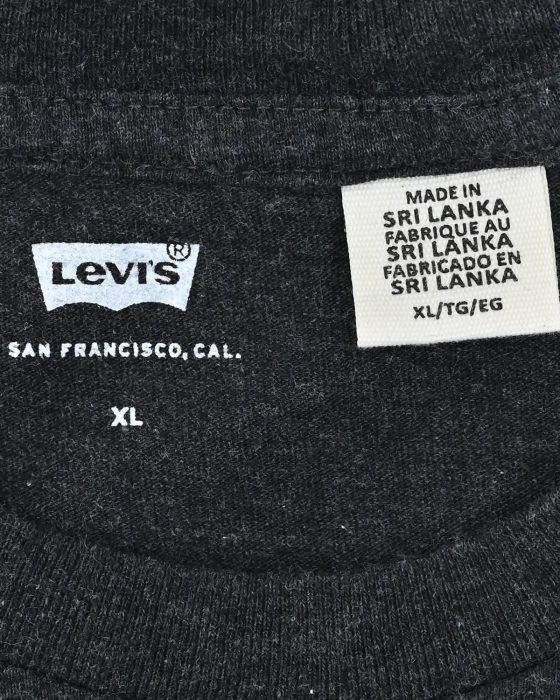 LEVI'S®
SAN FRANCISCO, CAL.
XL
MADE IN
SRI LANKA
FABRIQUE AU
SRI LANKA
FABRICADO EN
SRI LANKA
XL/TG/EG